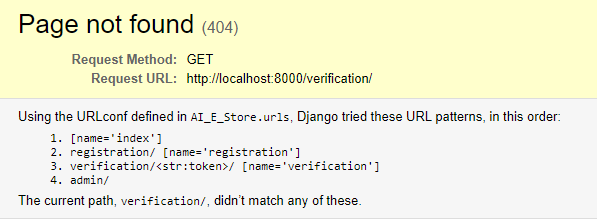 Page not found (404)
Request Method: GET
Request URL: http://localhost:8000/verification/
Using the URLconf defined in AI_E_Store.urls, Django tried these URL patterns, in this order:
1. [name='index']
2. registration/ [name='registration']
3. verification/<str:token>/ [name='verification']
4. admin/
The current path, verification/, didn't match any of these.